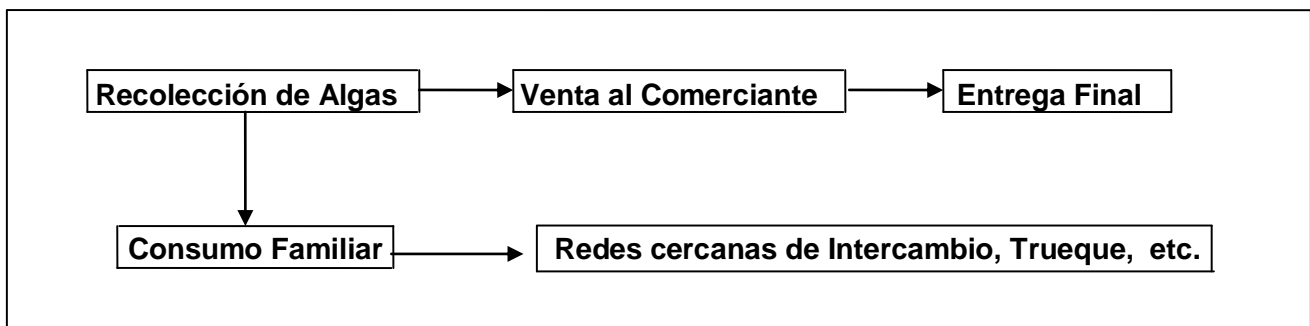 Recolección de Algas
Venta al Comerciante
Entrega Final
Consumo Familiar
Redes cercanas de Intercambio, Trueque, etc.